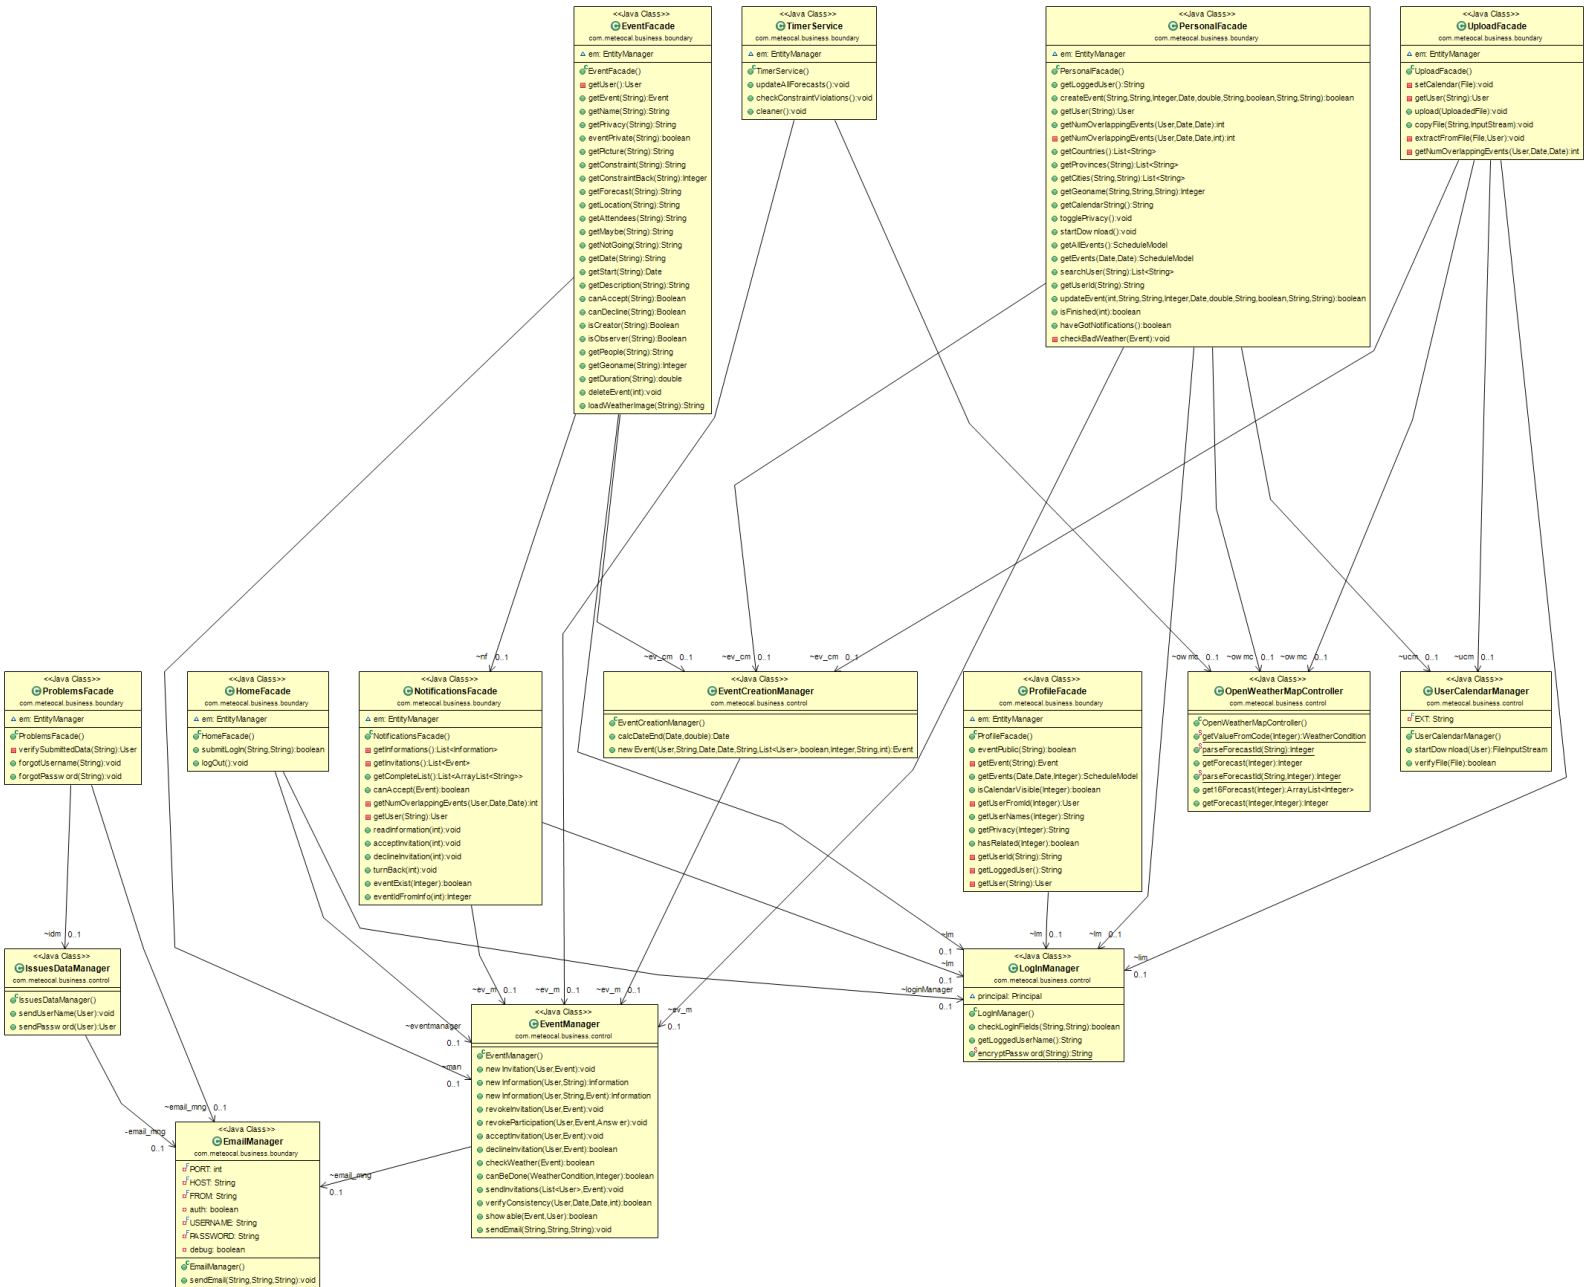 <<Java Class>>
EventFacade
com.meteocal.business.boundary
em: EntityManager
EventFacade()
getUser():User
getEvent(String):Event
getName(String):String
getPrivacy(String):String
eventPrivate(String):boolean
getPicture(String):String
getConstraint(String):String
getConstraintBack(String):Integer
getForecast(String):String
getLocation(String):String
getAttendees(String):String
getMaybe(String):String
getNotGoing(String):String
getDate(String):String
getStart(String):Date
getDescription(String):String
canAccept(String):Boolean
canDecline(String):Boolean
isCreator(String):Boolean
isObserver(String):Boolean
getPeople(String):String
getGeoname(String):Integer
getDuration(String):double
deleteEvent(int):void
loadWeatherImage(String):String
<<Java Class>>
TimerService
com.meteocal.business.boundary
em: EntityManager
TimerService()
updateAllForecasts():void
checkConstraintViolations():void
cleaner():void
<<Java Class>>
PersonalFacade
com.meteocal.business.boundary
em: EntityManager
PersonalFacade()
getLoggedUser():String
createEvent(String,String,Integer,Date,double,String,boolean,String,String):boolean
getUser(String):User
getNumOverlappingEvents(User,Date,Date):int
getNumOverlappingEvents(User,Date,Date,int):int
getCountries():List<String>
getProvinces(String):List<String>
getCities(String,String):List<String>
getGeoname(String,String,String):Integer
getCalendarString():String
togglePrivacy():void
startDownload():void
getAllEvents():ScheduleModel
getEvents(Date,Date):ScheduleModel
searchUser(String):List<String>
getUserId(String):String
updateEvent(int,String,String,Integer,Date,double,String,boolean,String,String):boolean
isFinished(int):boolean
haveGotNotifications():boolean
checkBadWeather(Event):void
<<Java Class>>
UploadFacade
com.meteocal.business.boundary
em: EntityManager
UploadFacade()
setCalendar(File):void
getUser(String):User
upload(UploadedFile):void
copyFile(String,InputStream):void
extractFromFile(File,User):void
getNumOverlappingEvents(User,Date,Date):int
~nf 0..1
~ev_cm 0..1
~ev_cm 0..1
~ev_cm 0..1
~owmc 0..1
~owmc 0..1
~owmc 0..1
~ucm 0..1
~ucm 0..1
<<Java Class>>
ProblemsFacade
com.meteocal.business.boundary
em: EntityManager
ProblemsFacade()
verifySubmittedData(String):User
forgotUsername(String):void
forgotPassword(String):void
<<Java Class>>
HomeFacade
com.meteocal.business.boundary
em: EntityManager
HomeFacade()
submitLogIn(String,String):boolean
logOut():void
<<Java Class>>
NotificationsFacade
com.meteocal.business.boundary
em: EntityManager
NotificationsFacade()
getInformations():List<Information>
getInvitations():List<Event>
getCompleteList():List<ArrayList<String>>
canAccept(Event):boolean
getNumOverlappingEvents(User,Date,Date):int
getUser(String):User
readInformation(int):void
acceptInvitation(int):void
declineInvitation(int):void
turnBack(int):void
eventExist(Integer):boolean
eventIdFromInfo(int):Integer
<<Java Class>>
EventCreationManager
com.meteocal.business.control
EventCreationManager()
calcDateEnd(Date,double):Date
newEvent(User,String,Date,Date,String,List<User>,boolean,Integer,String,int):Event
<<Java Class>>
ProfileFacade
com.meteocal.business.boundary
em: EntityManager
ProfileFacade()
eventPublic(String):boolean
getEvent(String):Event
getEvents(Date,Date,Integer):ScheduleModel
isCalendarVisible(Integer):boolean
getUserFromId(Integer):User
getUserNames(Integer):String
getPrivacy(Integer):String
hasRelated(Integer):boolean
getUserId(String):String
getLoggedUser():String
getUser(String):User
<<Java Class>>
OpenWeatherMapController
com.meteocal.business.control
OpenWeatherMapController()
getValueFromCode(Integer):WeatherCondition
parseForecastId(String):Integer
getForecast(Integer):Integer
parseForecastId(String,Integer):Integer
get16Forecast(Integer):ArrayList<Integer>
getForecast(Integer,Integer):Integer
<<Java Class>>
UserCalendarManager
com.meteocal.business.control
EXT: String
UserCalendarManager()
startDownload(User):FileInputStream
verifyFile(File):boolean
~idm 0..1
~lm
0..1
~lm 0..1
~lm 0..1
~lim
0..1
~lm
0..1
~loginManager
0..1
<<Java Class>>
IssuesDataManager
com.meteocal.business.control
IssuesDataManager()
sendUserName(User):void
sendPassword(User):User
<<Java Class>>
LogInManager
com.meteocal.business.control
principal: Principal
LogInManager()
checkLogInFields(String,String):boolean
getLoggedUserName():String
encryptPassword(String):String
~ev_m 0..1
~ev_m 0..1
~ev_m 0..1
~ev_m
0..1
~eventmanager
0..1
~man
0..1
<<Java Class>>
EventManager
com.meteocal.business.control
EventManager()
newInvitation(User,Event):void
newInformation(User,String):Information
newInformation(User,String,Event):Information
revokeInvitation(User,Event):void
revokeParticipation(User,Event,Answer):void
acceptInvitation(User,Event):void
declineInvitation(User,Event):boolean
checkWeather(Event):boolean
canBeDone(WeatherCondition,Integer):boolean
sendInvitations(List<User>,Event):void
verifyConsistency(User,Date,Date,int):boolean
showable(Event,User):boolean
sendEmail(String,String,String):void
~email_mng 0..1
-email_mng
0..1
~email_mng
0..1
<<Java Class>>
EmailManager
com.meteocal.business.boundary
PORT: int
HOST: String
FROM: String
auth: boolean
USERNAME: String
PASSWORD: String
debug: boolean
EmailManager()
sendEmail(String,String,String):void